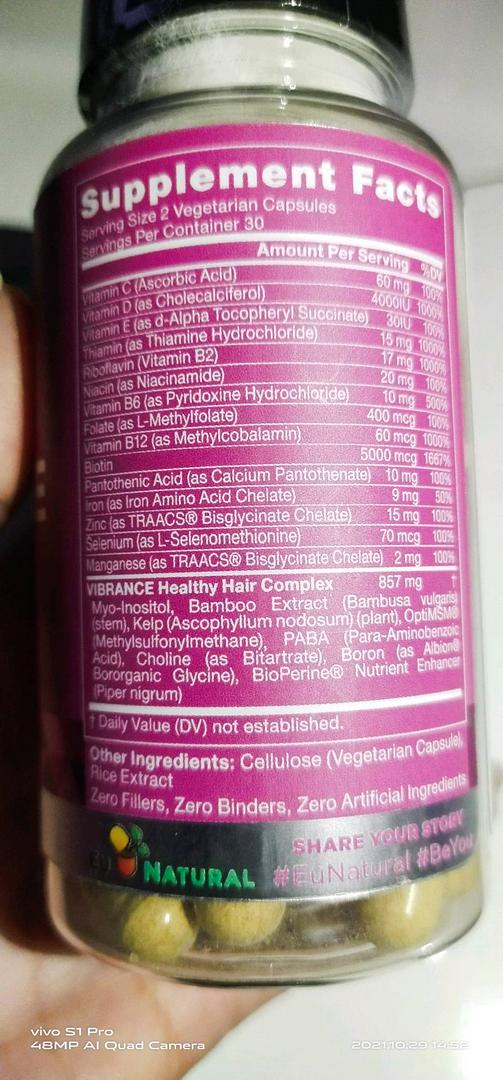 Supplement Facts
Serving Size 2 Vegetarian Capsules
Servings Per Container 30
Amount Per Serving %DV
Vitamin C (Ascorbic Acid) 60 mg 100%
Vitamin D (as Cholecalciferol) 4000IU 1000%
Vitamin E (as d-Alpha Tocopheryl Succinate) 30IU 100%
Thiamin (as Thiamine Hydrochloride) 15 mg 1000%
Riboflavin (Vitamin B2) 17 mg 1000%
Niacin (as Niacinamide) 20 mg 100%
Vitamin B6 (as Pyridoxine Hydrochloride) 10 mg 500%
Folate (as L-Methylfolate) 400 mcg 100%
Vitamin B12 (as Methylcobalamin) 60 mcg 1000%
Biotin 5000 mcg 1667%
Pantothenic Acid (as Calcium Pantothenate) 10 mg 100%
Iron (as Iron Amino Acid Chelate) 9 mg 50%
Zinc (as TRAACS® Bisglycinate Chelate) 15 mg 100%
Selenium (as L-Selenomethionine) 70 mcg 100%
Manganese (as TRAACS® Bisglycinate Chelate) 2 mg 100%
VIBRANCE Healthy Hair Complex 857 mg †
Myo-Inositol, Bamboo Extract (Bambusa vulgaris)
(stem), Kelp (Ascophyllum nodosum) (plant), OptiMSM®
(Methylsulfonylmethane), PABA (Para-Aminobenzoic
Acid), Choline (as Bitartrate), Boron (as Albion®
Bororganic Glycine), BioPerine® Nutrient Enhancer
(Piper nigrum)
† Daily Value (DV) not established.
Other Ingredients: Cellulose (Vegetarian Capsule),
Rice Extract
Zero Fillers, Zero Binders, Zero Artificial Ingredients
EU NATURAL
SHARE YOUR STORY
#EuNatural #BeYou
vivo S1 Pro
48MP AI Quad Camera
2021.10.29 14:52